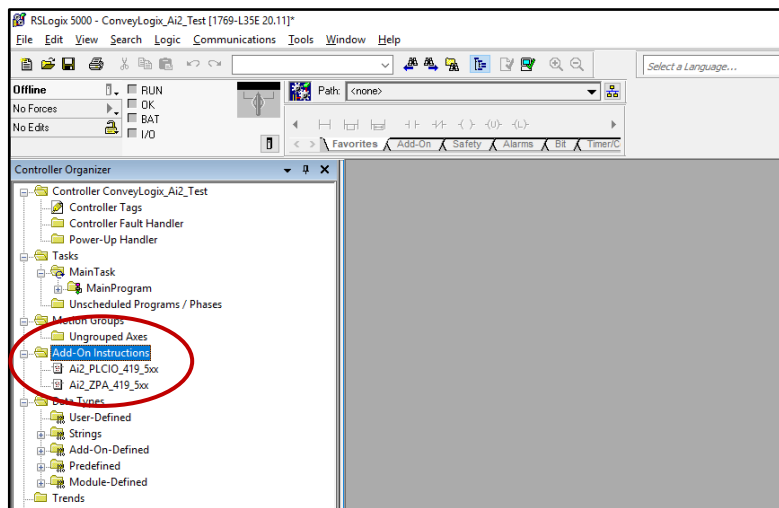 RSLogix 5000 - ConveyLogix_Ai2_Test [1769-L35E 20.11]*
File Edit View Search Logic Communications Tools Window Help
Select a Language...
Offline
RUN
Path: <none>
No Forces
OK
BAT
No Edits
I/O
Favorites Add-On Safety Alarms Bit Timer/C
Controller Organizer
Controller ConveyLogix_Ai2_Test
Controller Tags
Controller Fault Handler
Power-Up Handler
Tasks
MainTask
MainProgram
Unscheduled Programs / Phases
Motion Groups
Ungrouped Axes
Add-On Instructions
Ai2_PLCIO_419_5xx
Ai2_ZPA_419_5xx
Data Types
User-Defined
Strings
Add-On-Defined
Predefined
Module-Defined
Trends